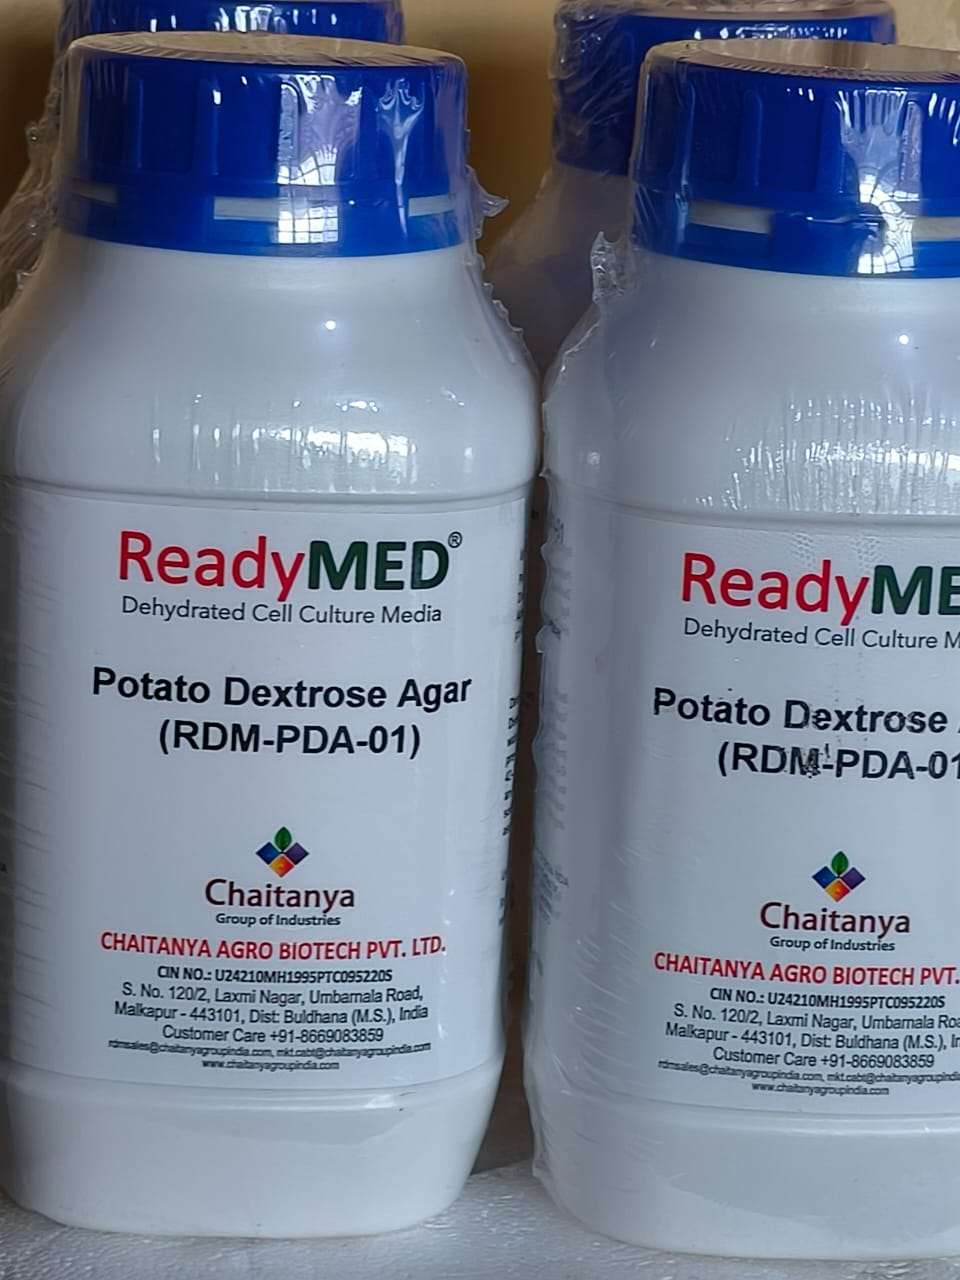 ReadyMED®
Dehydrated Cell Culture Media
Potato Dextrose Agar
(RDM-PDA-01)
Chaitanya
Group of Industries
CHAITANYA AGRO BIOTECH PVT. LTD.
CIN NO.: U24210MH1995PTC095220S
S. No. 120/2, Laxmi Nagar, Umbarnala Road,
Malkapur - 443101, Dist: Buldhana (M.S.), India
Customer Care +91-8669083859
rdmsales@chaitanyagroupindia.com, mkt.cabt@chaitanyagroupindia.com
www.chaitanyagroupindia.com
ReadyME
Dehydrated Cell Culture M
Potato Dextrose
(RDM-PDA-01
Chaitanya
Group of Industries
CHAITANYA AGRO BIOTECH PVT.
CIN NO.: U24210MH1995PTC095220S
S. No. 120/2, Laxmi Nagar, Umbarnala Roa
Malkapur - 443101, Dist: Buldhana (M.S.), In
Customer Care +91-8669083859
rdmsales@chaitanyagroupindia.com, mkt.cabt@chaitanyagroupindia
www.chaitanyagroupindia.com